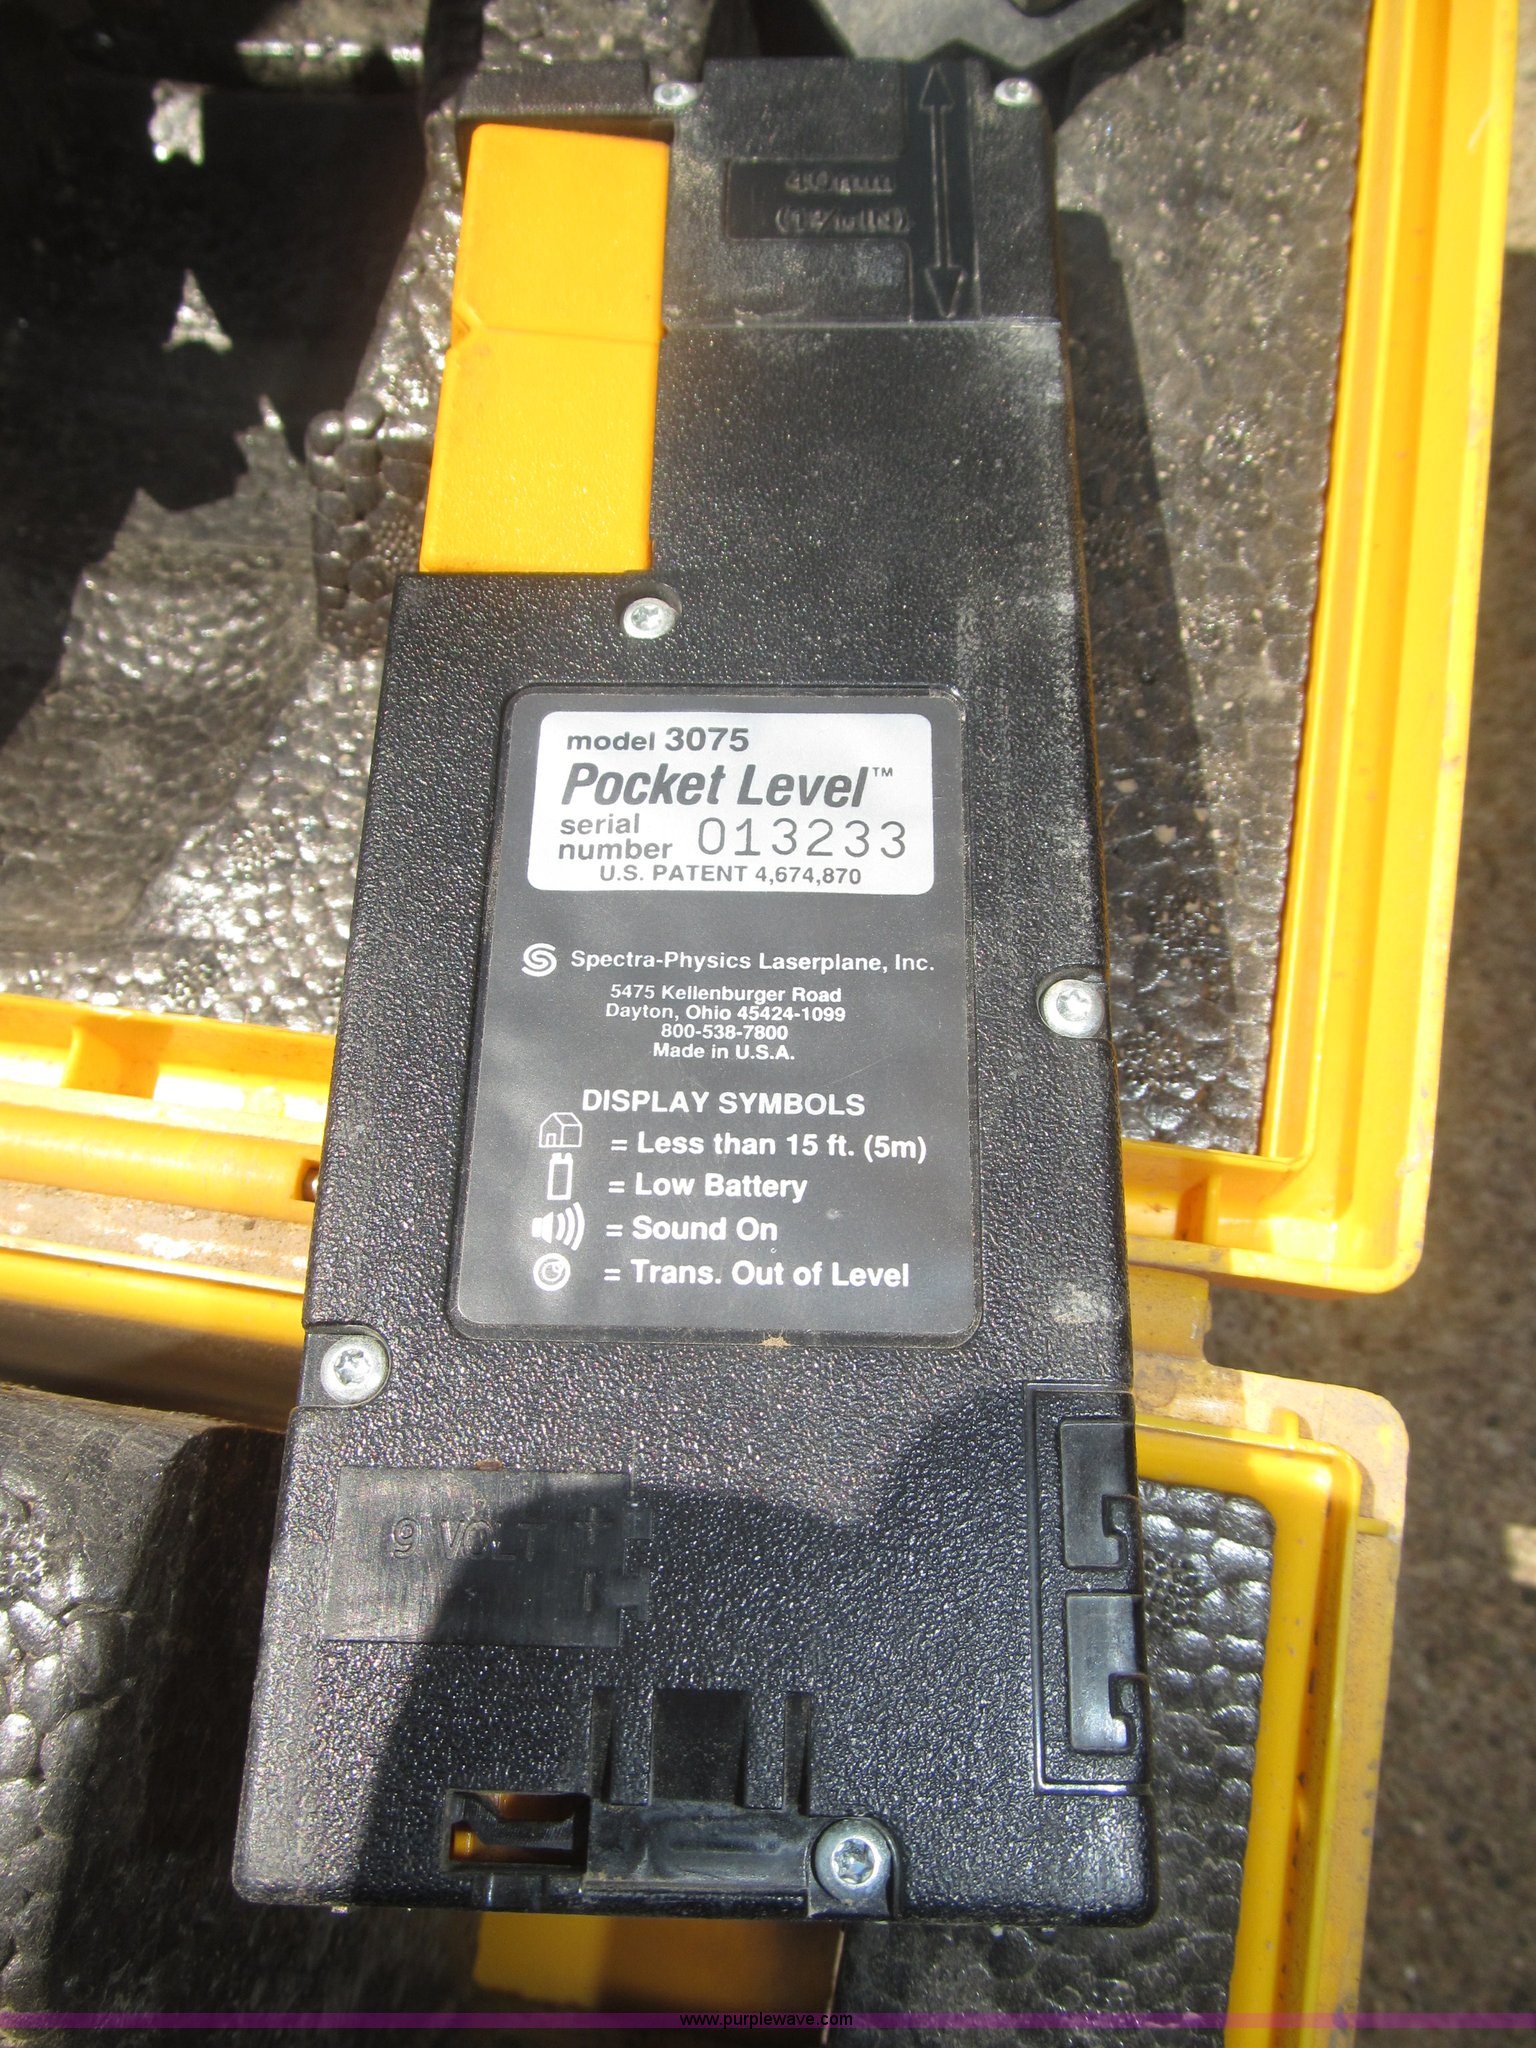 40mm
model 3075
Pocket Level™
serial number 013233
U.S. PATENT 4,674,870
Spectra-Physics Laserplane, Inc.
5475 Kellenburger Road
Dayton, Ohio 45424-1099
800-538-7800
Made in U.S.A.
DISPLAY SYMBOLS
= Less than 15 ft. (5m)
= Low Battery
= Sound On
= Trans. Out of Level
9 VOLT + -
www.purplewave.com